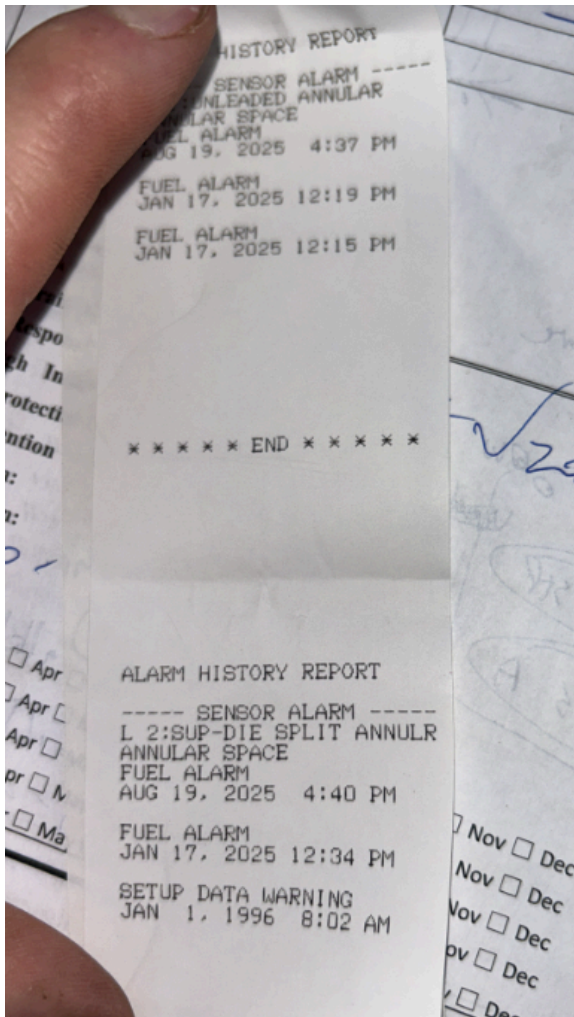 HISTORY REPORT
SENSOR ALARM -----
UNLEADED ANNULAR
SPACE
FUEL ALARM
AUG 19, 2025 4:37 PM
FUEL ALARM
JAN 17, 2025 12:19 PM
FUEL ALARM
JAN 17, 2025 12:15 PM
* * * * * END * * * * *
ALARM HISTORY REPORT
----- SENSOR ALARM -----
L 2:SUP-DIE SPLIT ANNULR
ANNULAR SPACE
FUEL ALARM
AUG 19, 2025 4:40 PM
FUEL ALARM
JAN 17, 2025 12:34 PM
SETUP DATA WARNING
JAN 1, 1996 8:02 AM
Apr
Apr
Apr
Ma
Nov Dec
Nov Dec
Nov Dec
Dec